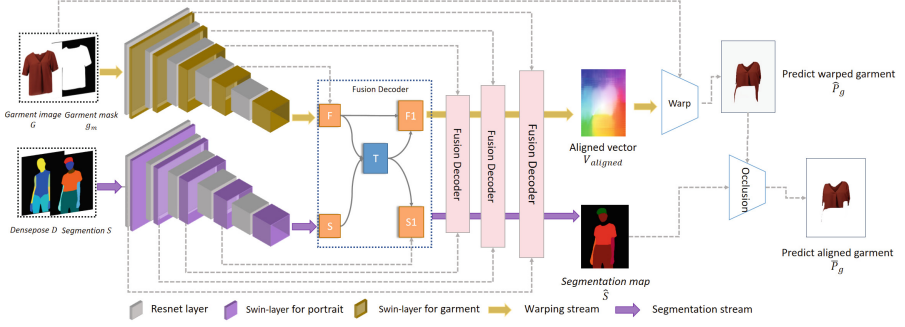 Garment image
G
Garment mask
g_m
Densepose D
Segmention S
Fusion Decoder
F
F1
T
S
S1
Fusion Decoder
Fusion Decoder
Fusion Decoder
Aligned vector
V_aligned
Segmentation map
Ŝ
Warp
Occlusion
Predict warped garment
P̂_g
Predict aligned garment
P̄_g
Resnet layer
Swin-layer for portrait
Swin-layer for garment
Warping stream
Segmentation stream